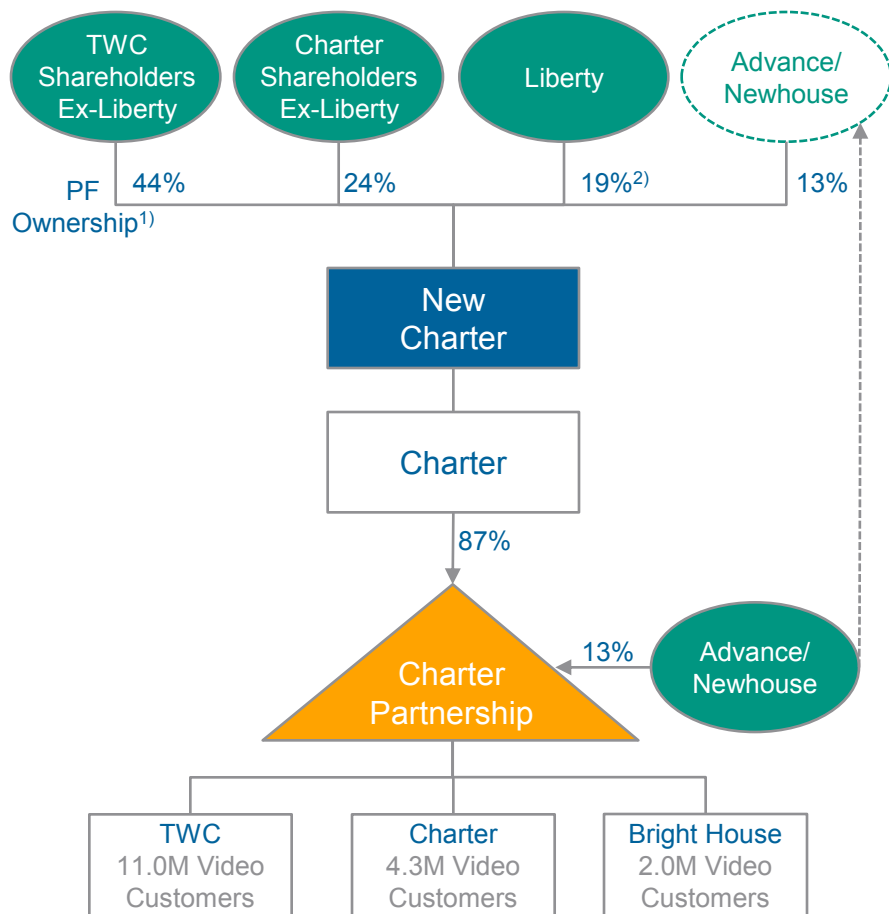 TWC
Shareholders
Ex-Liberty
Charter
Shareholders
Ex-Liberty
Liberty
Advance/
Newhouse
PF
Ownership1)
44%
24%
19%2)
13%
New
Charter
Charter
87%
Charter
Partnership
13%
Advance/
Newhouse
TWC
11.0M Video
Customers
Charter
4.3M Video
Customers
Bright House
2.0M Video
Customers